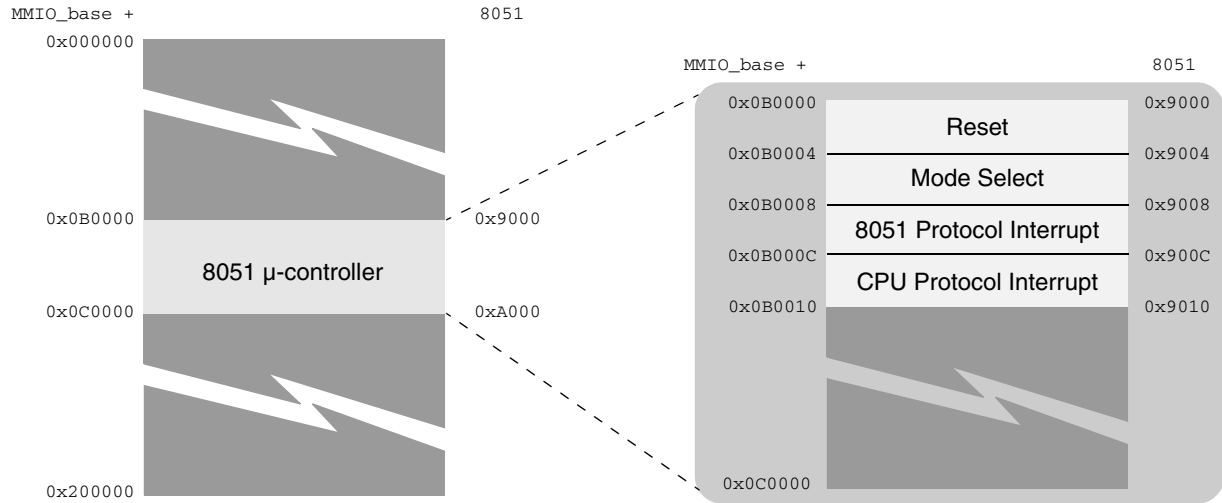 MMIO_base + 8051
0x000000
0x0B0000 0x9000
8051 µ-controller
0x0C0000 0xA000
0x200000
MMIO_base + 8051
0x0B0000 0x9000
Reset
0x0B0004 0x9004
Mode Select
0x0B0008 0x9008
8051 Protocol Interrupt
0x0B000C 0x900C
CPU Protocol Interrupt
0x0B0010 0x9010
0x0C0000